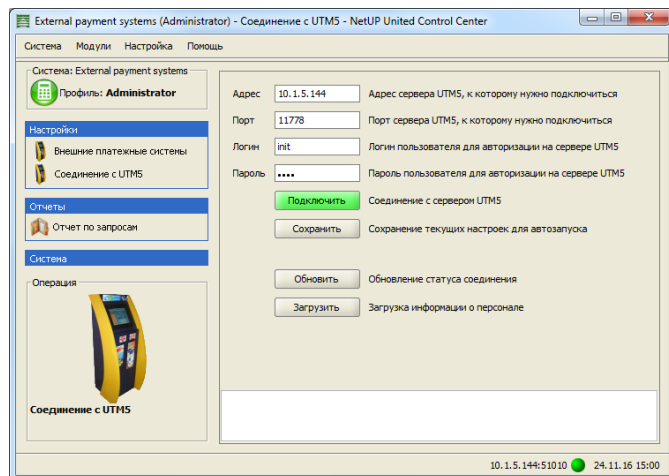 External payment systems (Administrator) - Соединение с UTM5 - NetUP United Control Center
Система Модули Настройка Помощь
Система: External payment systems
Профиль: Administrator
Настройки
Внешние платежные системы
Соединение с UTM5
Отчеты
Отчет по запросам
Система
Операция
Соединение с UTM5
Адрес 10.1.5.144 Адрес сервера UTM5, к которому нужно подключиться
Порт 11778 Порт сервера UTM5, к которому нужно подключиться
Логин init Логин пользователя для авторизации на сервере UTM5
Пароль •••• Пароль пользователя для авторизации на сервере UTM5
Подключить Соединение с сервером UTM5
Сохранить Сохранение текущих настроек для автозапуска
Обновить Обновление статуса соединения
Загрузить Загрузка информации о персонале
10.1.5.144:51010 24.11.16 15:00